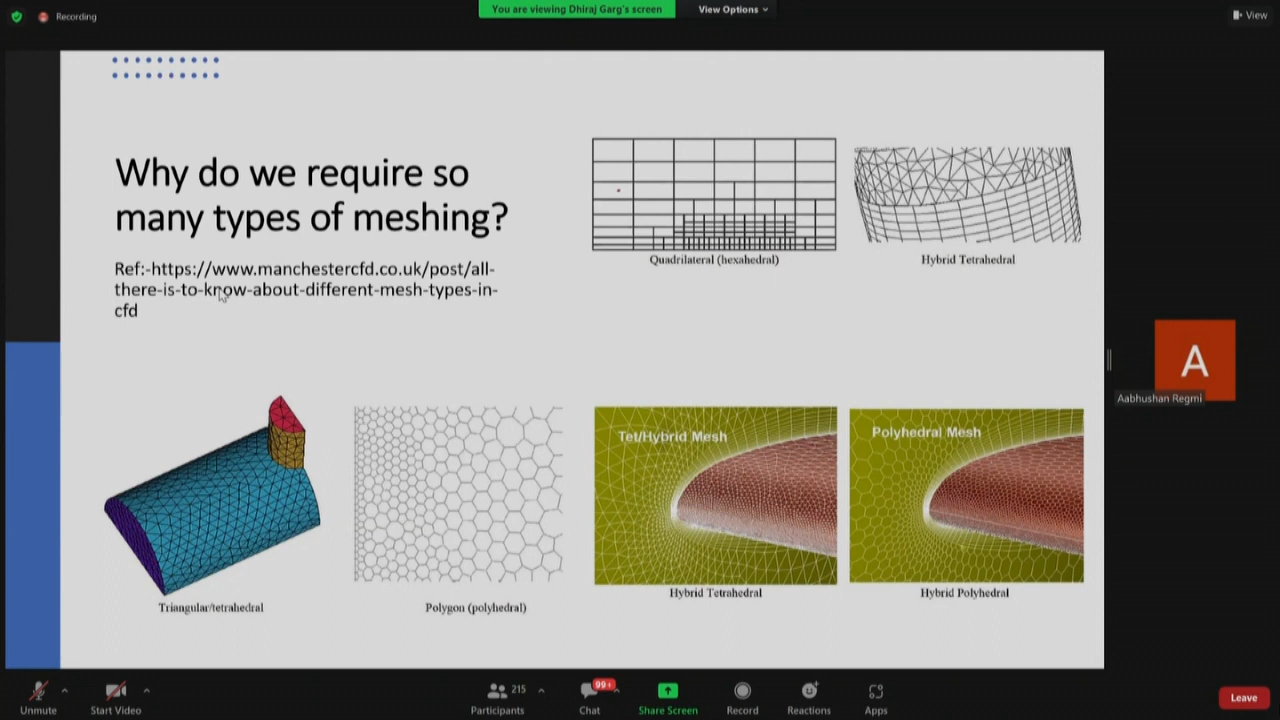 Recording
You are viewing Dhiraj Garg's screen
View Options
View
Why do we require so
many types of meshing?
Ref:-https://www.manchestercfd.co.uk/post/all-
there-is-to-know-about-different-mesh-types-in-
cfd
Quadrilateral (hexahedral)
Hybrid Tetrahedral
A
Aabhushan Regmi
Triangular/tetrahedral
Polygon (polyhedral)
Tet/Hybrid Mesh
Hybrid Tetrahedral
Polyhedral Mesh
Hybrid Polyhedral
Unmute
Start Video
215
Participants
99+
Chat
Share Screen
Record
Reactions
Apps
Leave